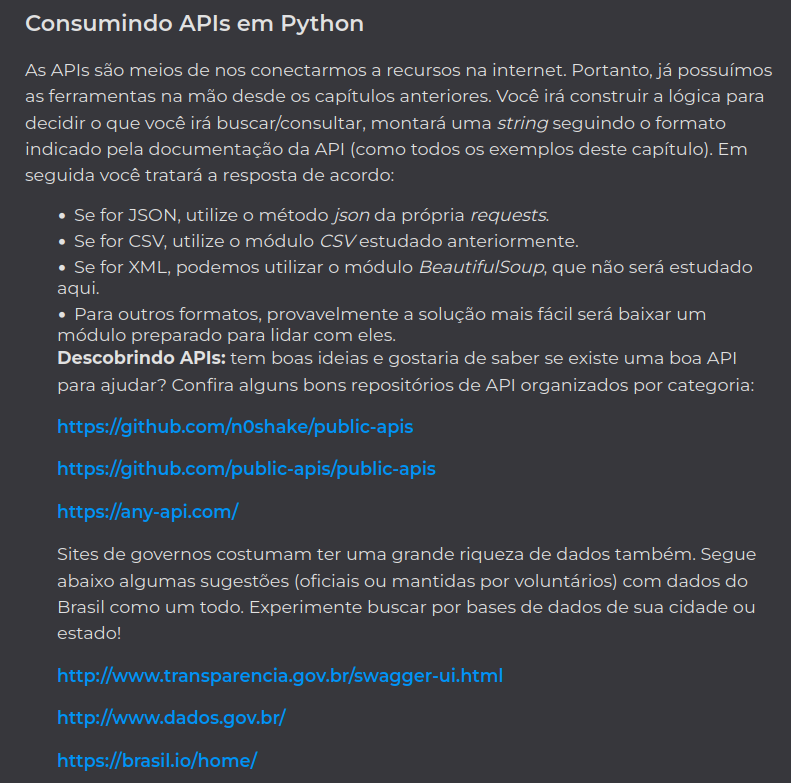 Consumindo APIs em Python
As APIs são meios de nos conectarmos a recursos na internet. Portanto, já possuímos
as ferramentas na mão desde os capítulos anteriores. Você irá construir a lógica para
decidir o que você irá buscar/consultar, montará uma string seguindo o formato
indicado pela documentação da API (como todos os exemplos deste capítulo). Em
seguida você tratará a resposta de acordo:
• Se for JSON, utilize o método json da própria requests.
• Se for CSV, utilize o módulo CSV estudado anteriormente.
• Se for XML, podemos utilizar o módulo BeautifulSoup, que não será estudado
aqui.
• Para outros formatos, provavelmente a solução mais fácil será baixar um
módulo preparado para lidar com eles.
Descobrindo APIs: tem boas ideias e gostaria de saber se existe uma boa API
para ajudar? Confira alguns bons repositórios de API organizados por categoria:
https://github.com/n0shake/public-apis
https://github.com/public-apis/public-apis
https://any-api.com/
Sites de governos costumam ter uma grande riqueza de dados também. Segue
abaixo algumas sugestões (oficiais ou mantidas por voluntários) com dados do
Brasil como um todo. Experimente buscar por bases de dados de sua cidade ou
estado!
http://www.transparencia.gov.br/swagger-ui.html
http://www.dados.gov.br/
https://brasil.io/home/